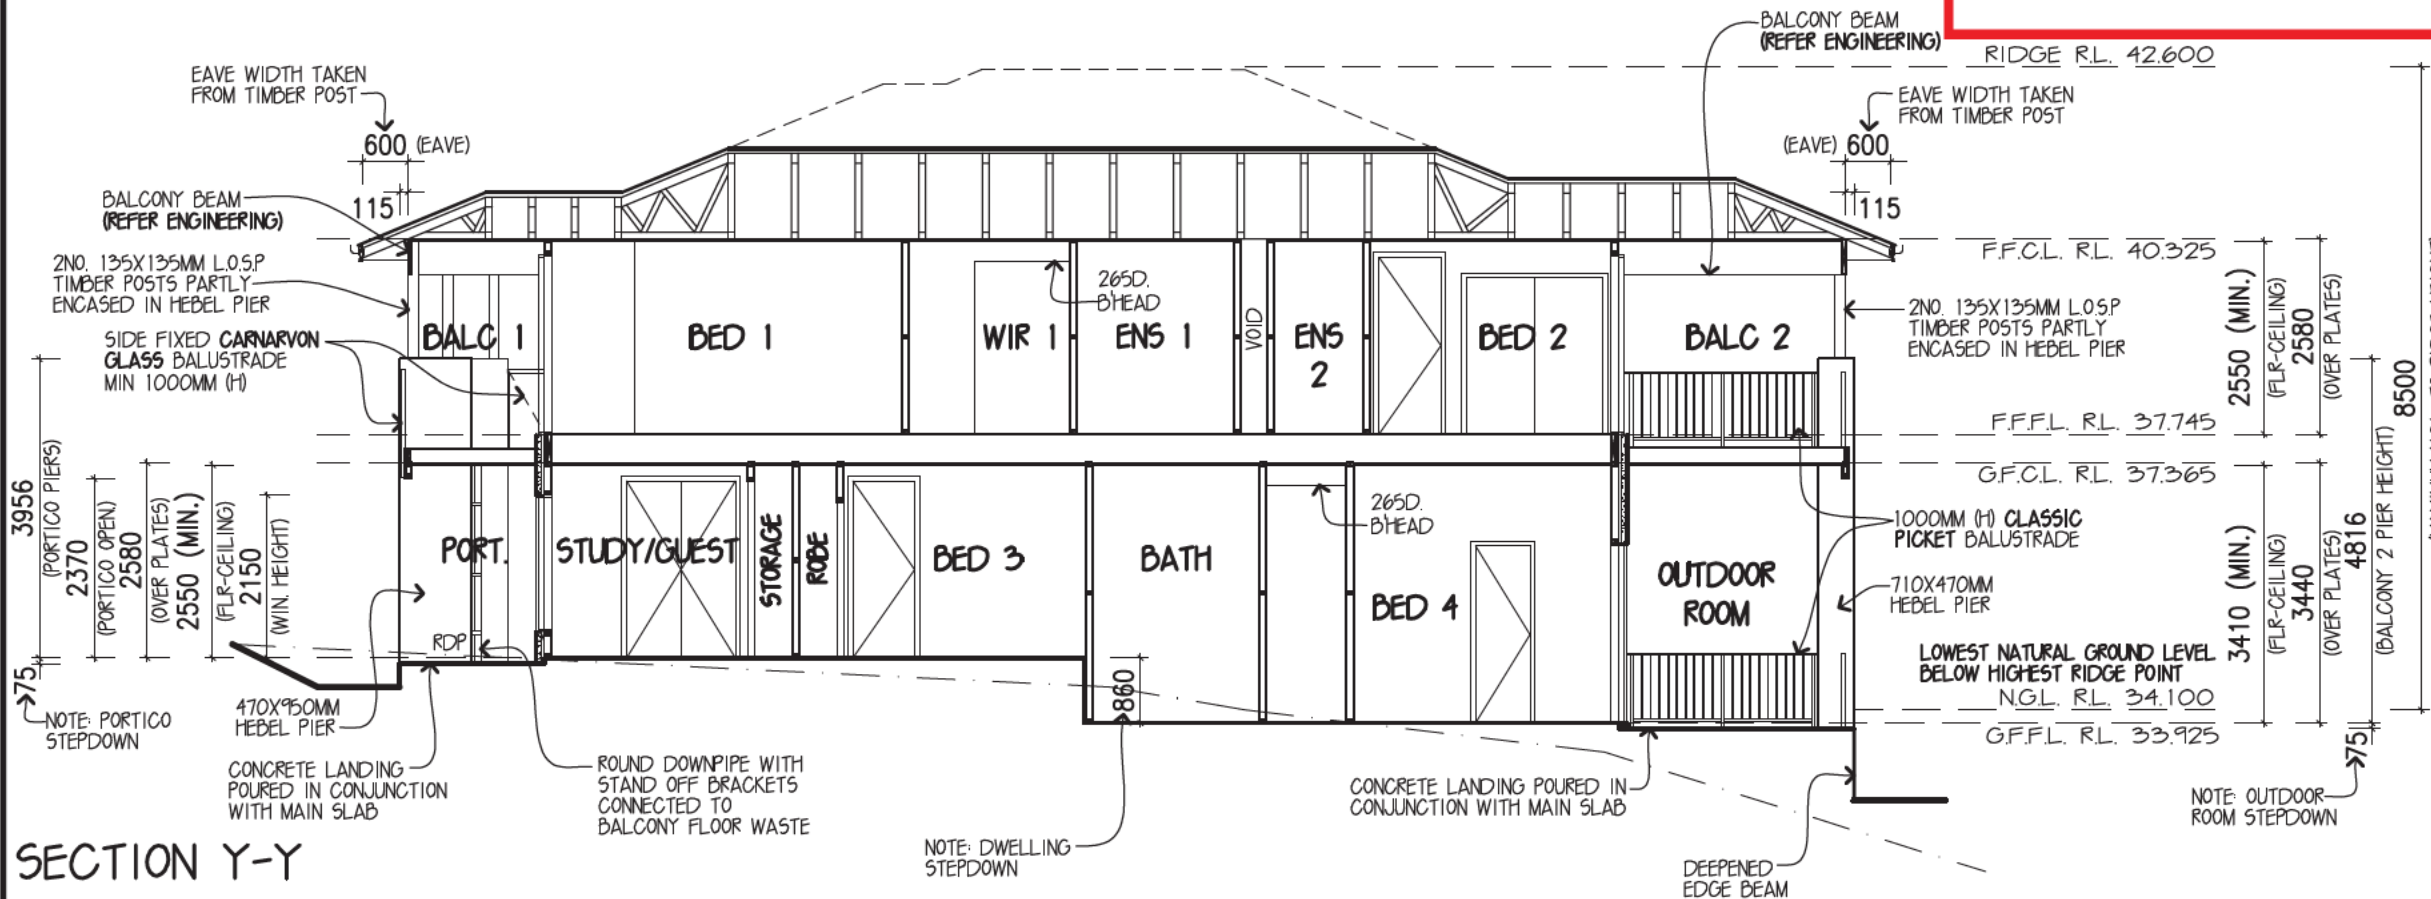 BALCONY BEAM
(REFER ENGINEERING)
RIDGE R.L. 42.600
EAVE WIDTH TAKEN
FROM TIMBER POST
600 (EAVE)
EAVE WIDTH TAKEN
FROM TIMBER POST
(EAVE) 600
BALCONY BEAM
(REFER ENGINEERING)
115
115
2NO. 135X135MM L.O.S.P
TIMBER POSTS PARTLY
ENCASED IN HEBEL PIER
F.F.C.L. R.L. 40.325
SIDE FIXED CARNARVON
GLASS BALUSTRADE
MIN 1000MM (H)
BALC 1
BED 1
WIR 1
265D.
B'HEAD
ENS 1
VOID
ENS
2
BED 2
BALC 2
2NO. 135X135MM L.O.S.P
TIMBER POSTS PARTLY
ENCASED IN HEBEL PIER
2550 (MIN.)
(FLR-CEILING)
2580
(OVER PLATES)
8500
F.F.F.L. R.L. 37.745
G.F.C.L. R.L. 37.365
3956
(PORTICO PIERS)
2370
(PORTICO OPEN)
2580
(OVER PLATES)
2550 (MIN.)
(FLR-CEILING)
2150
(WIN. HEIGHT)
PORT.
RDP
STUDY/GUEST
STORAGE
ROBE
BED 3
BATH
265D.
B'HEAD
BED 4
OUTDOOR
ROOM
1000MM (H) CLASSIC
PICKET BALUSTRADE
710X470MM
HEBEL PIER
3410 (MIN.)
(FLR-CEILING)
3440
(OVER PLATES)
4816
(BALCONY 2 PIER HEIGHT)
LOWEST NATURAL GROUND LEVEL
BELOW HIGHEST RIDGE POINT
N.G.L. R.L. 34.100
G.F.F.L. R.L. 33.925
75
NOTE: PORTICO
STEPDOWN
470X950MM
HEBEL PIER
860
75
CONCRETE LANDING
POURED IN CONJUNCTION
WITH MAIN SLAB
ROUND DOWNPIPE WITH
STAND OFF BRACKETS
CONNECTED TO
BALCONY FLOOR WASTE
NOTE: DWELLING
STEPDOWN
CONCRETE LANDING POURED IN
CONJUNCTION WITH MAIN SLAB
NOTE: OUTDOOR
ROOM STEPDOWN
DEEPENED
EDGE BEAM
SECTION Y-Y